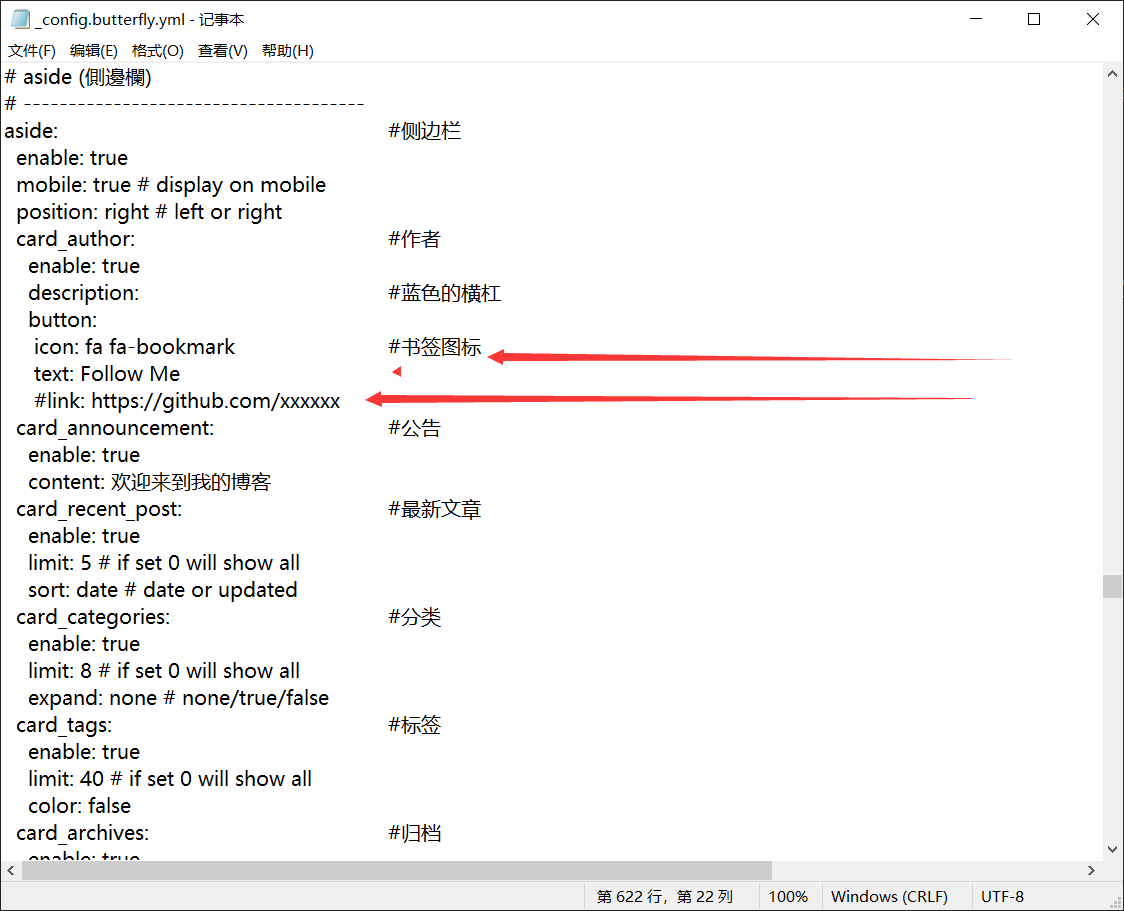 _config.butterfly.yml - 记事本
文件(F) 编辑(E) 格式(O) 查看(V) 帮助(H)
# aside (侧邊欄)
# --------------------------------------
aside: #侧边栏
enable: true
mobile: true # display on mobile
position: right # left or right
card_author: #作者
enable: true
description: #蓝色的横杠
button:
icon: fa fa-bookmark #书签图标
text: Follow Me
#link: https://github.com/xxxxxx
card_announcement: #公告
enable: true
content: 欢迎来到我的博客
card_recent_post: #最新文章
enable: true
limit: 5 # if set 0 will show all
sort: date # date or updated
card_categories: #分类
enable: true
limit: 8 # if set 0 will show all
expand: none # none/true/false
card_tags: #标签
enable: true
limit: 40 # if set 0 will show all
color: false
card_archives: #归档
enable: true
第 622 行，第 22 列 100% Windows (CRLF) UTF-8